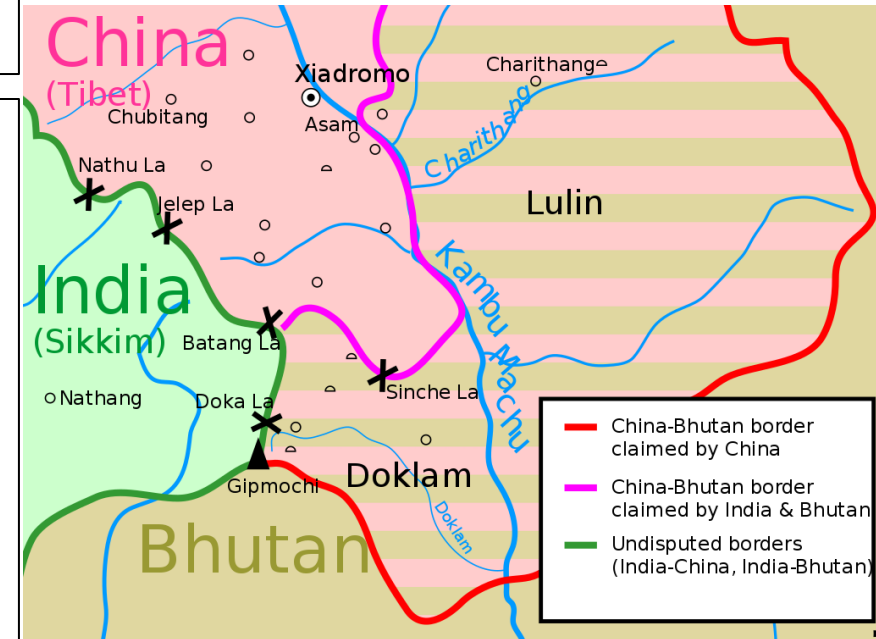 China
(Tibet)
Xiadromo
Charithang
Chubitang
Asam
Charithang
Nathu La
Jelep La
Lulin
India
(Sikkim)
Kambu Machu
Batang La
Sinche La
Nathang
Doka La
Gipmochi
Doklam
Doklam
Bhutan
China-Bhutan border
claimed by China
China-Bhutan border
claimed by India & Bhutan
Undisputed borders
(India-China, India-Bhutan)